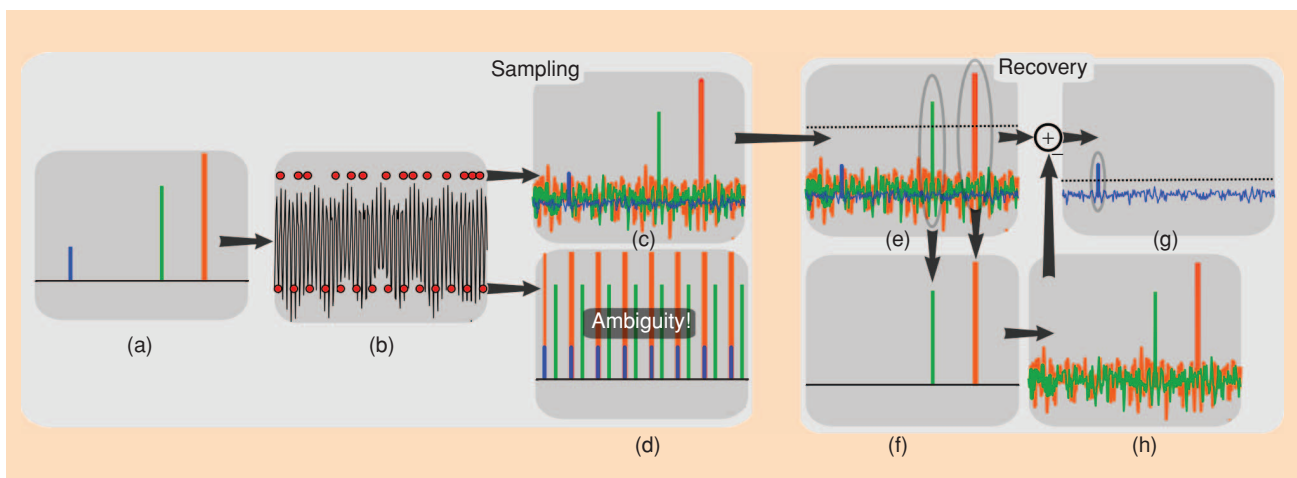 Sampling
Recovery
(a)
(b)
(c)
Ambiguity!
(d)
(e)
+
−
(g)
(f)
(h)